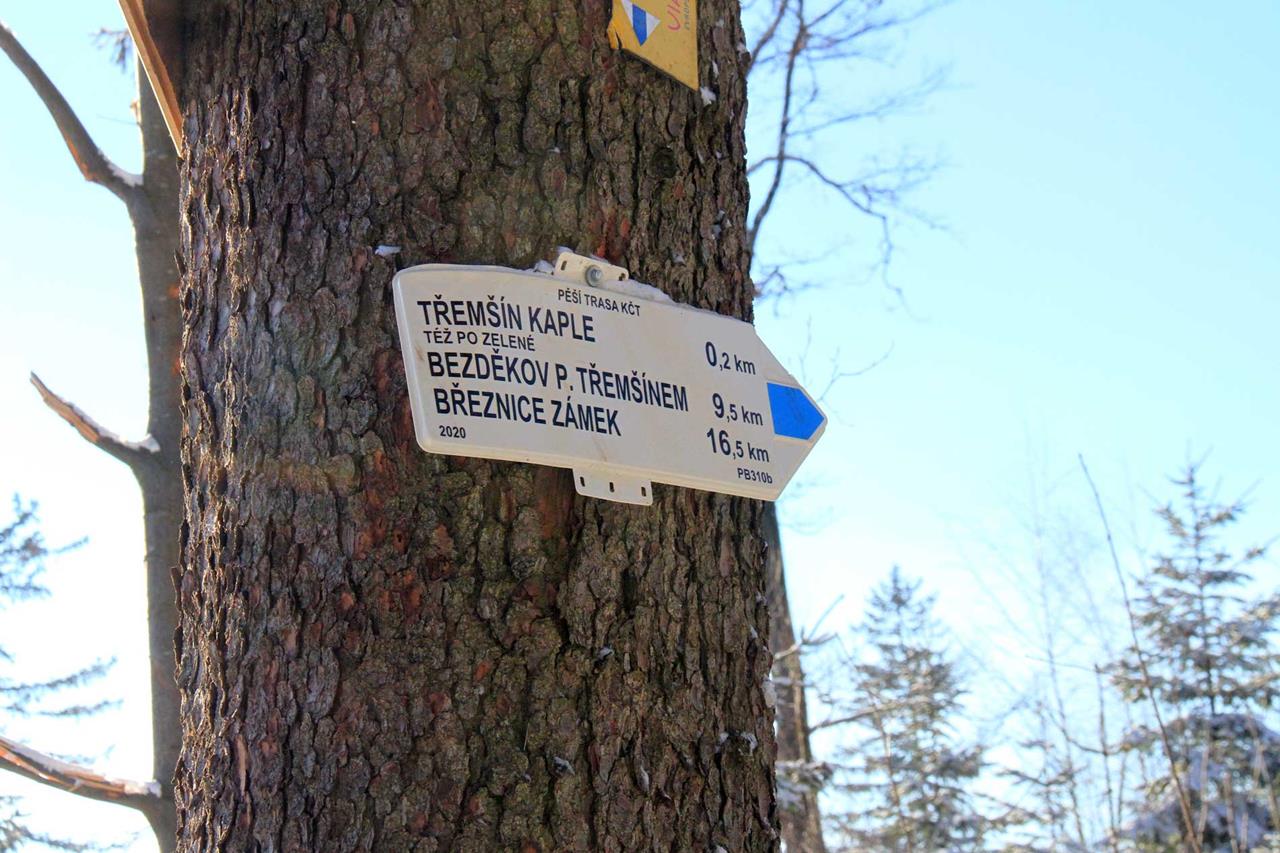 VIA
PĚŠÍ TRASA KČT
TŘEMŠÍN KAPLE 0,2 km
TÉŽ PO ZELENÉ
BEZDĚKOV P. TŘEMŠÍNEM 9,5 km
BŘEZNICE ZÁMEK 16,5 km
2020 PB310b